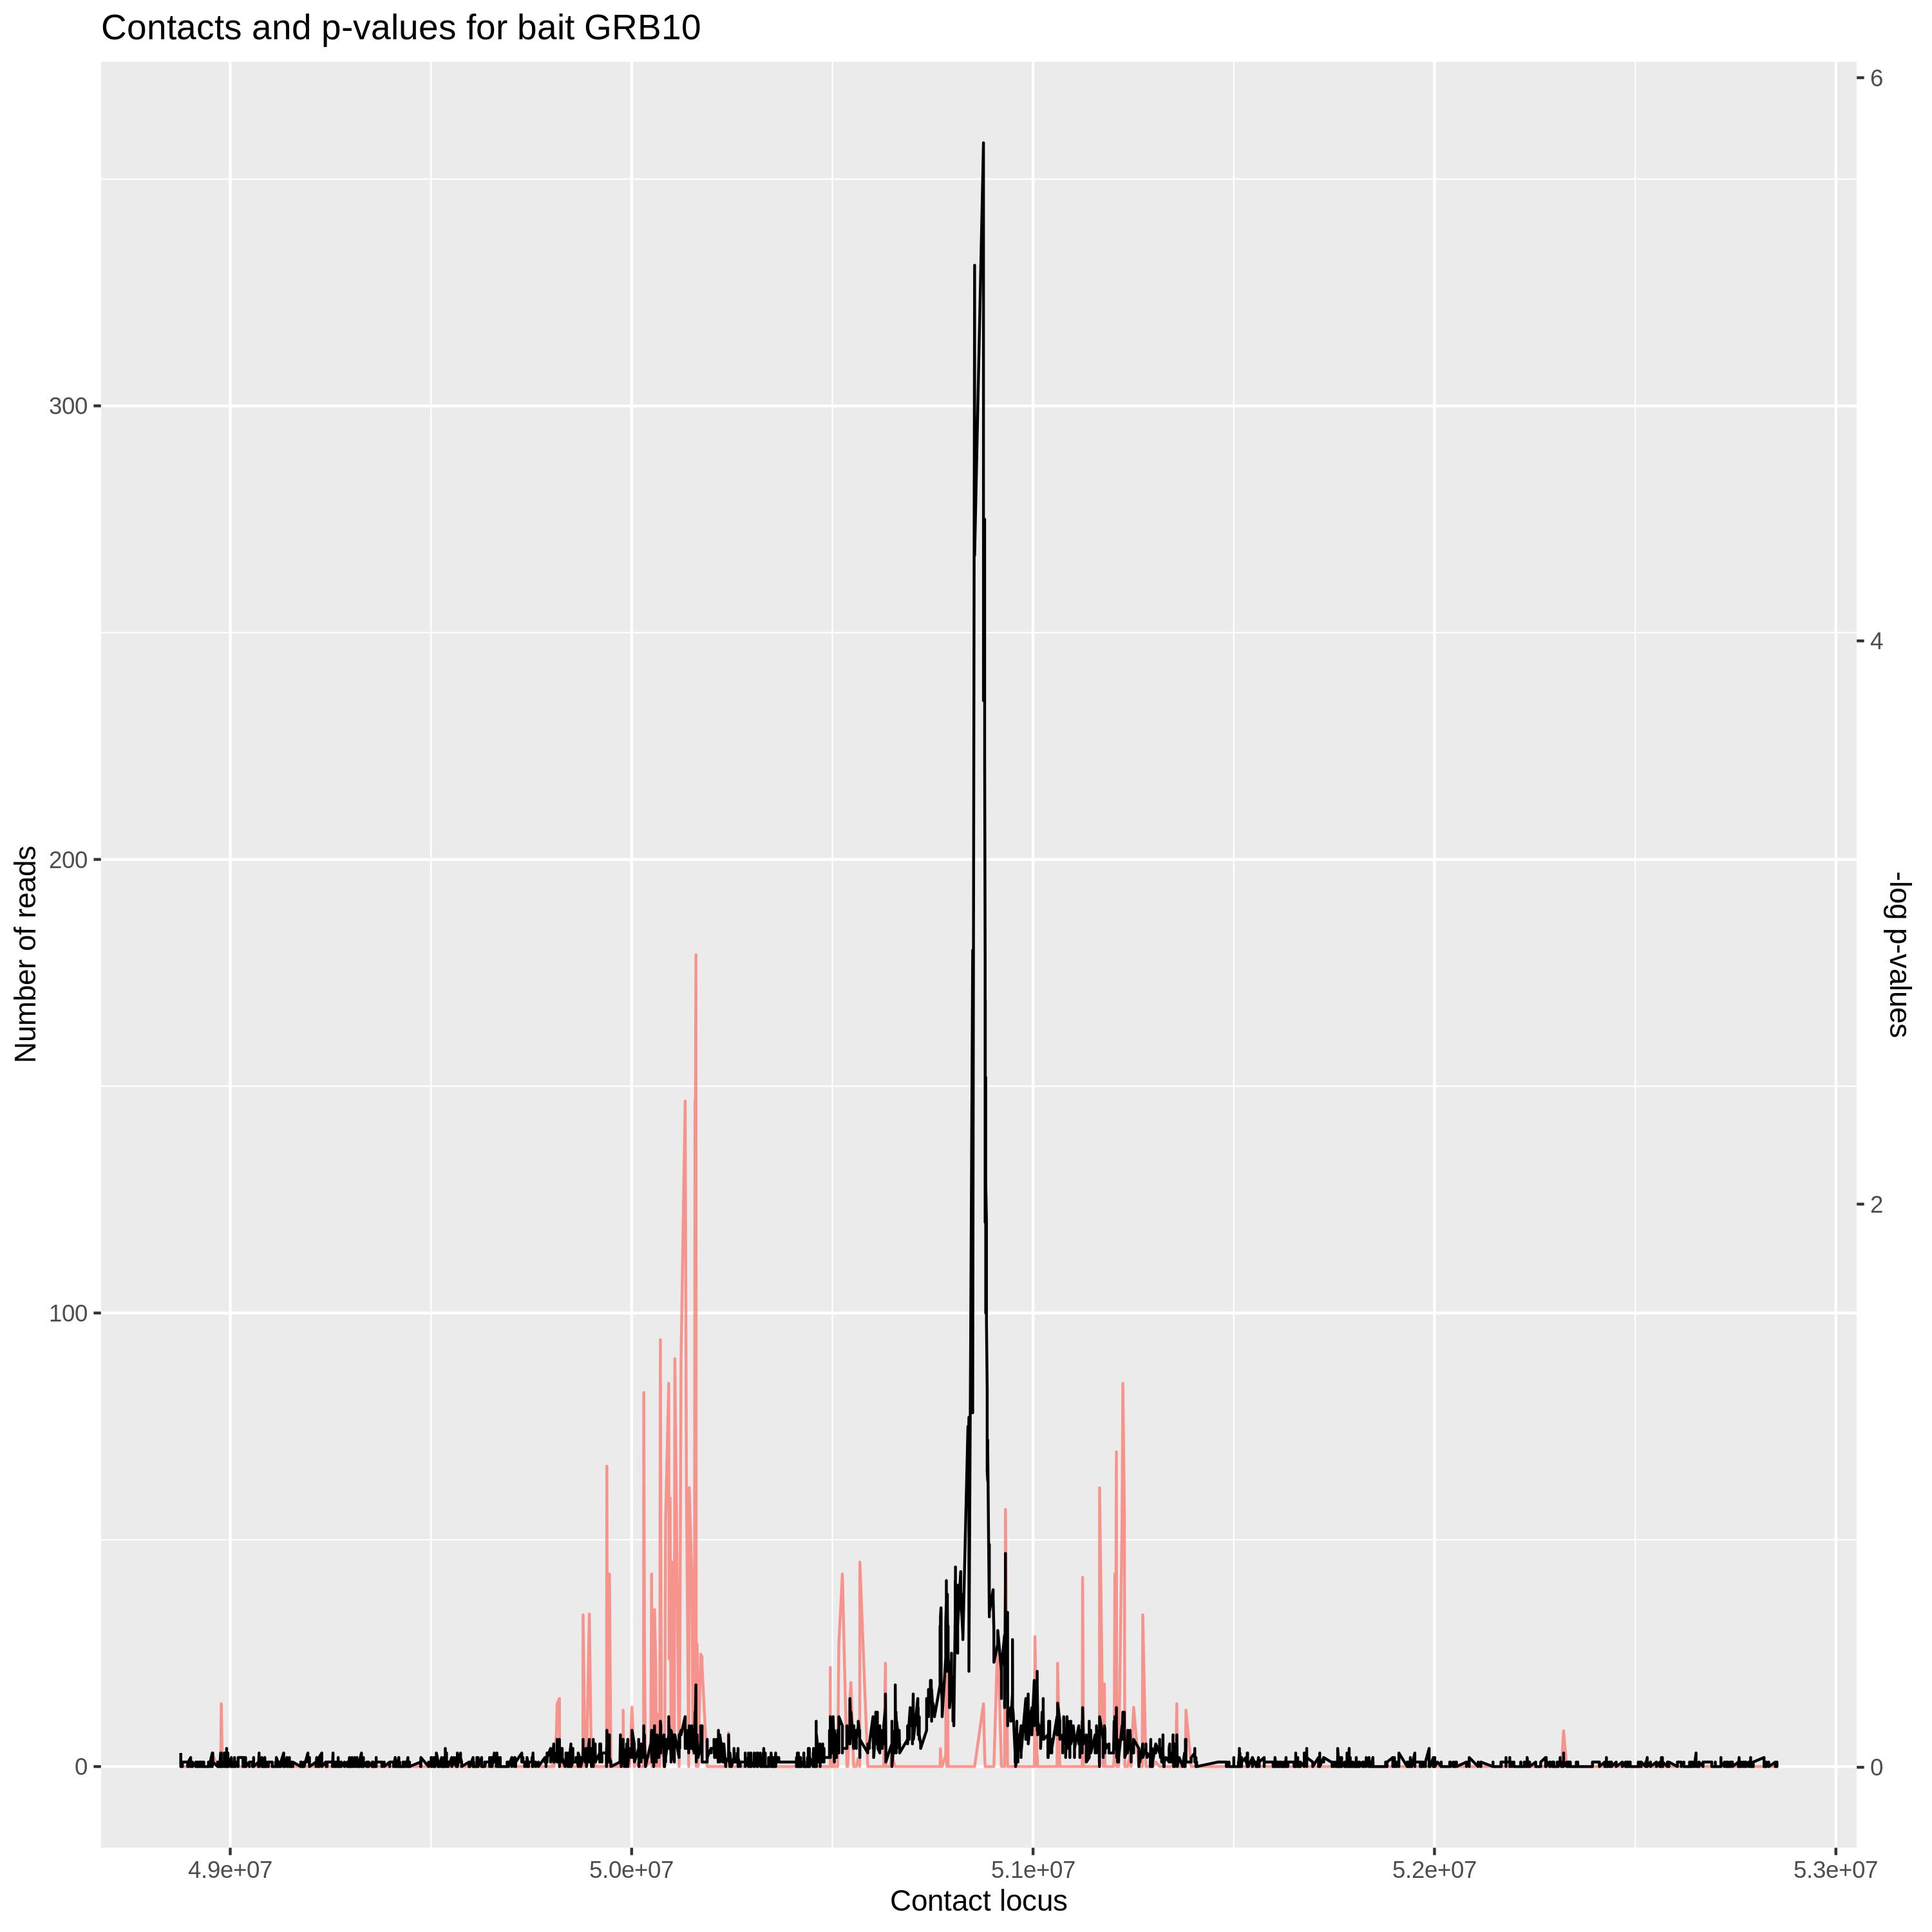 Contacts and p-values for bait GRB10
Number of reads
300
200
100
0
6
4
2
0
-log p-values
4.9e+07
5.0e+07
5.1e+07
5.2e+07
5.3e+07
Contact locus